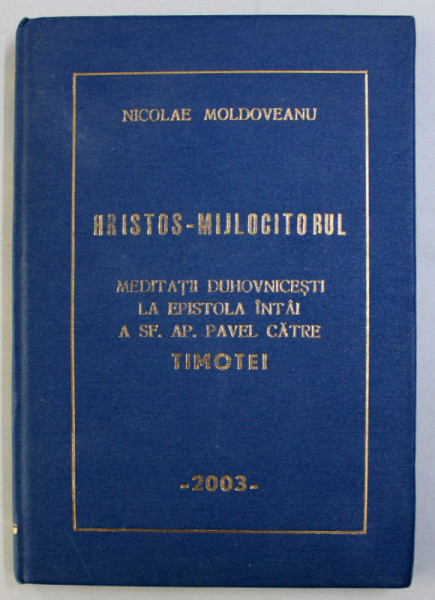 NICOLAE MOLDOVEANU
HRISTOS-MIJLOCITORUL
MEDITAȚII DUHOVNICEȘTI
LA EPISTOLA ÎNTÂI
A SF. AP. PAVEL CĂTRE
TIMOTEI
-2003-